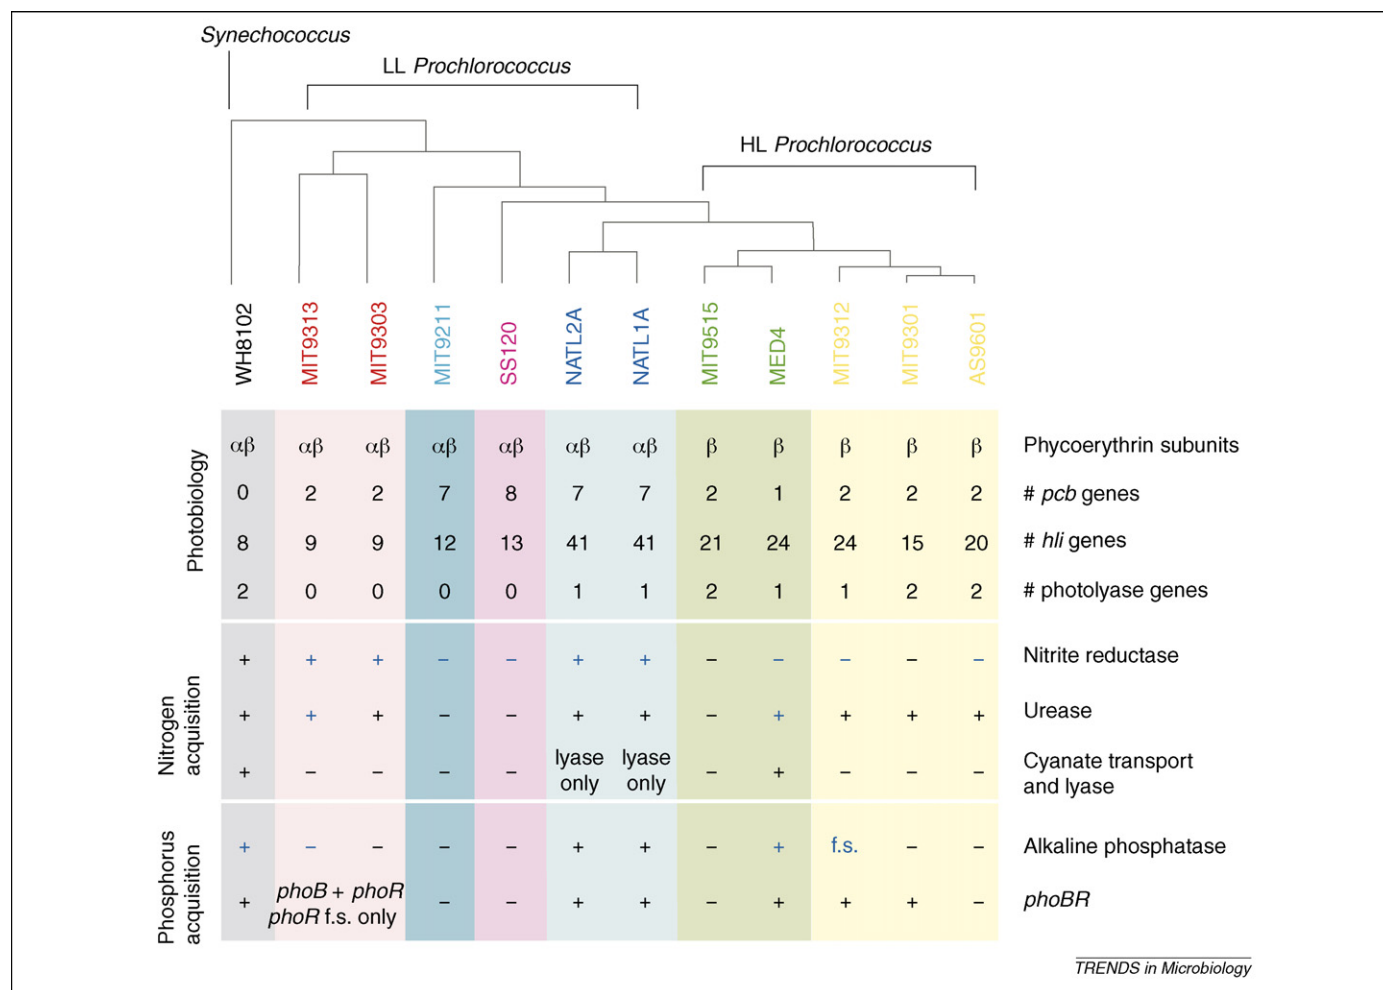 Synechococcus
LL Prochlorococcus
HL Prochlorococcus
WH8102 MIT9313 MIT9303 MIT9211 SS120 NATL2A NATL1A MIT9515 MED4 MIT9312 MIT9301 AS9601
Photobiology
αβ αβ αβ αβ αβ αβ αβ β β β β β Phycoerythrin subunits
0 2 2 7 8 7 7 2 1 2 2 2 # pcb genes
8 9 9 12 13 41 41 21 24 24 15 20 # hli genes
2 0 0 0 0 1 1 2 1 1 2 2 # photolyase genes
Nitrogen
acquisition
+ + + – – + + – – – – – Nitrite reductase
+ + + – – + + – + + + + Urease
+ – – – – lyase only lyase only – + – – – Cyanate transport
and lyase
Phosphorus
acquisition
+ – – – – + + – + f.s. – – Alkaline phosphatase
+ phoB + phoR – – + + – + + + – phoBR
phoR f.s. only
TRENDS in Microbiology